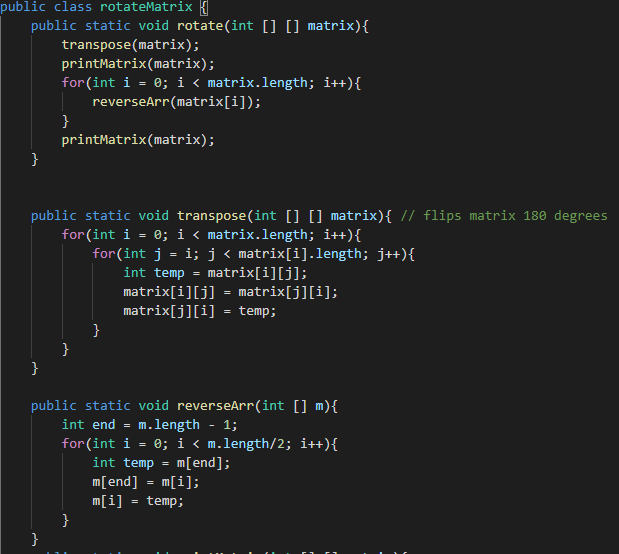 public class rotateMatrix {
    public static void rotate(int [] [] matrix){
        transpose(matrix);
        printMatrix(matrix);
        for(int i = 0; i < matrix.length; i++){
            reverseArr(matrix[i]);
        }
        printMatrix(matrix);
    }
    public static void transpose(int [] [] matrix){ // flips matrix 180 degrees
        for(int i = 0; i < matrix.length; i++){
            for(int j = i; j < matrix[i].length; j++){
                int temp = matrix[i][j];
                matrix[i][j] = matrix[j][i];
                matrix[j][i] = temp;
            }
        }
    }
    public static void reverseArr(int [] m){
        int end = m.length - 1;
        for(int i = 0; i < m.length/2; i++){
            int temp = m[end];
            m[end] = m[i];
            m[i] = temp;
        }
    }